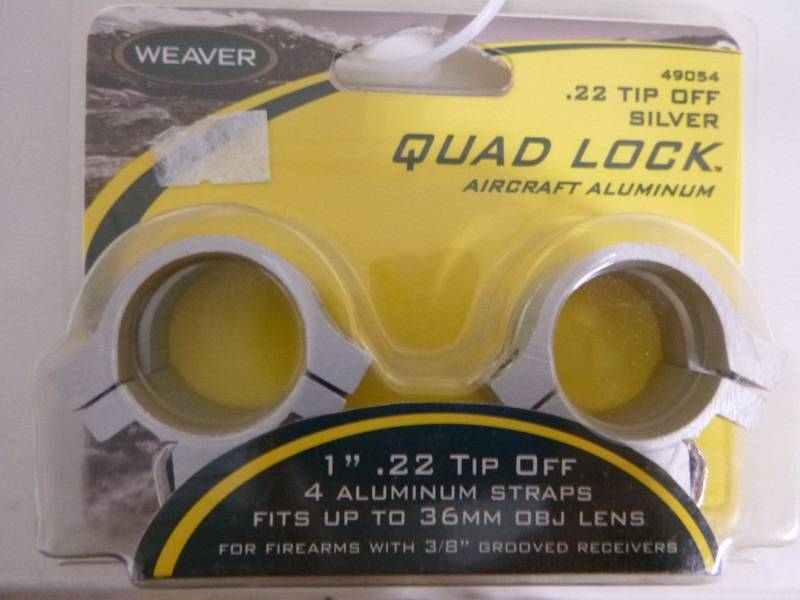 WEAVER
49054
.22 TIP OFF
SILVER
QUAD LOCK™
AIRCRAFT ALUMINUM
1” .22 TIP OFF
4 ALUMINUM STRAPS
FITS UP TO 36MM OBJ LENS
FOR FIREARMS WITH 3/8" GROOVED RECEIVERS